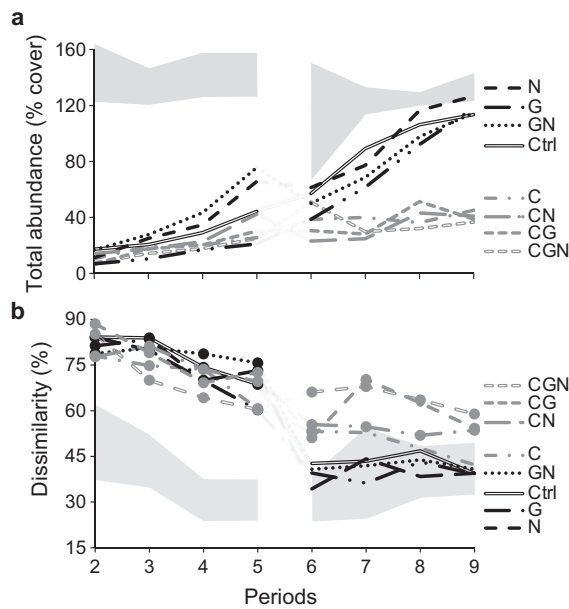 a
Total abundance (% cover)
160
120
80
40
0
N
G
GN
Ctrl
C
CN
CG
CGN
b
Dissimilarity (%)
90
75
60
45
30
15
CGN
CG
CN
C
GN
Ctrl
G
N
2 3 4 5 6 7 8 9
Periods